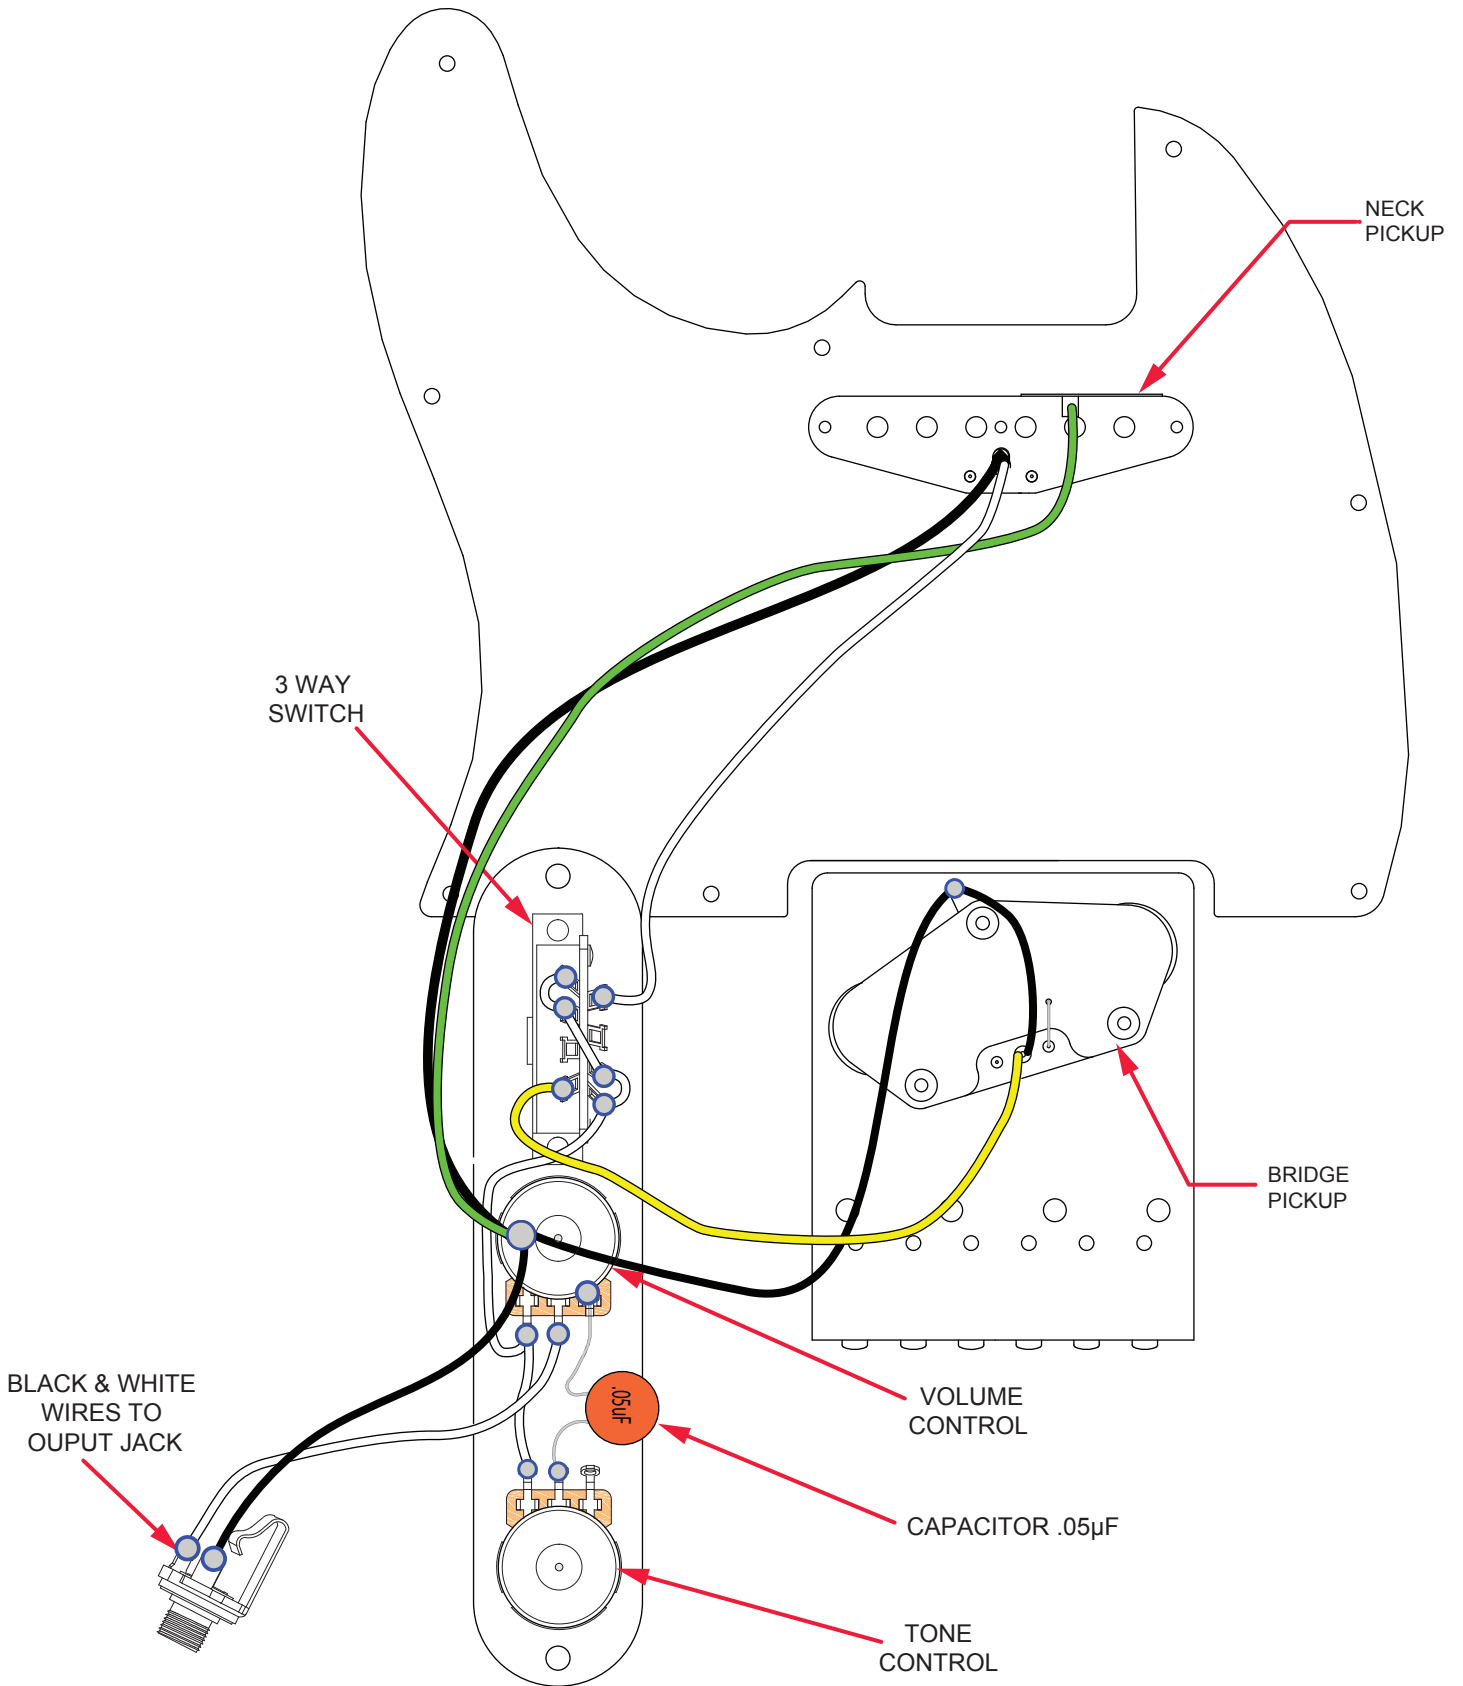 NECK
PICKUP
3 WAY
SWITCH
BRIDGE
PICKUP
BLACK & WHITE
WIRES TO
OUPUT JACK
VOLUME
CONTROL
.05uF
CAPACITOR .05µF
TONE
CONTROL